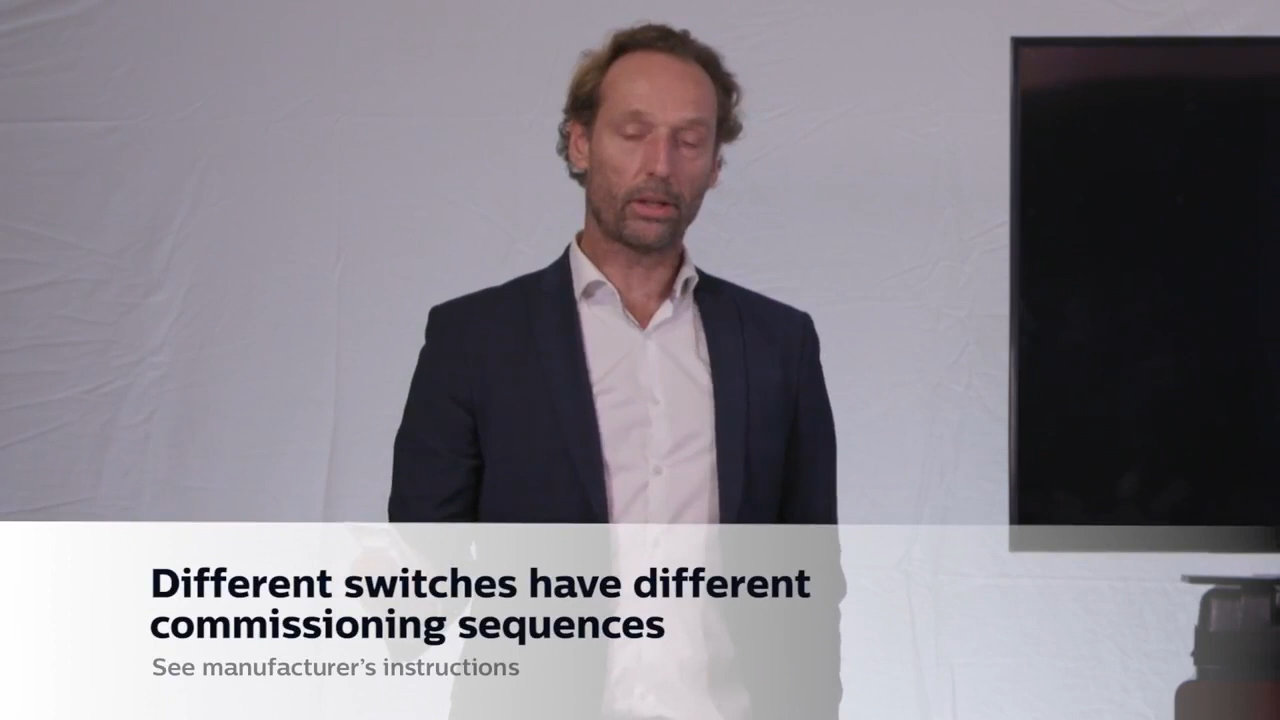 Different switches have different
commissioning sequences
See manufacturer's instructions